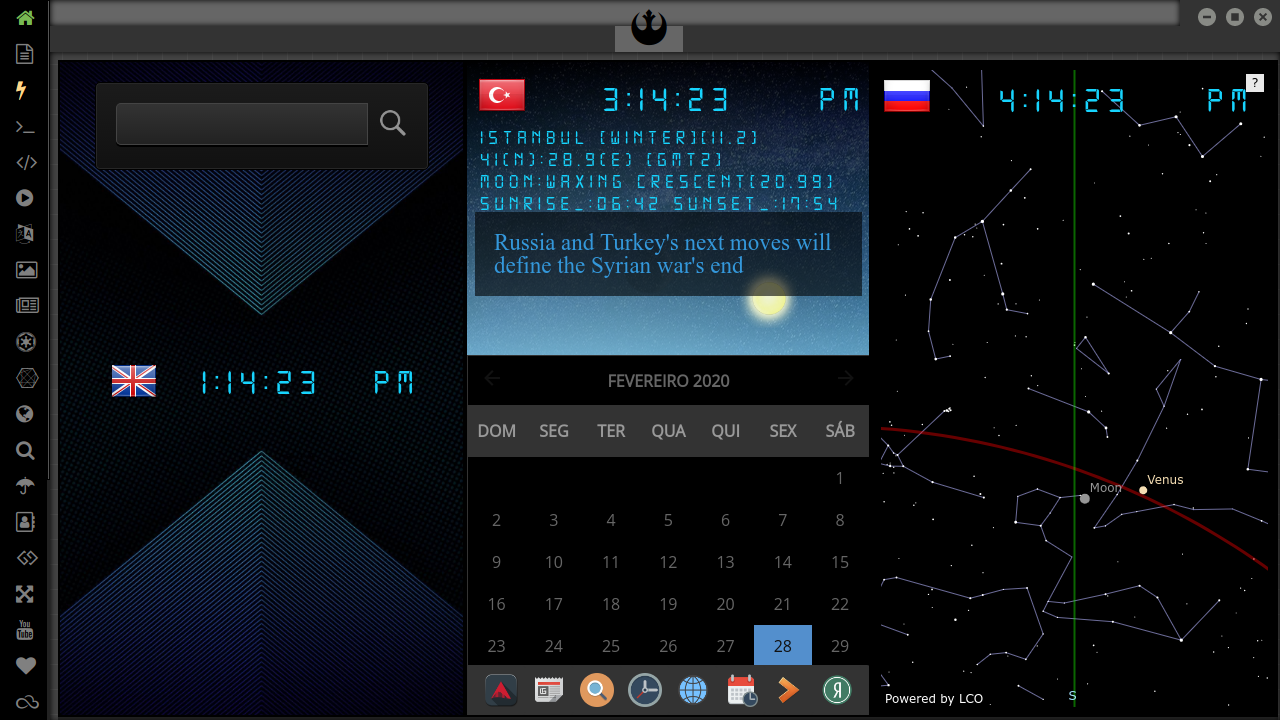 1:14:23 PM
3:14:23 PM
ISTANBUL [WINTER][11.2]
41(N):28.9(E) [GMT2]
MOON:WAXING CRESCENT[20.99]
SUNRISE_:06:42 SUNSET_:17:54
Russia and Turkey's next moves will
define the Syrian war's end
FEVEREIRO 2020
DOM SEG TER QUA QUI SEX SÁB
1
2 3 4 5 6 7 8
9 10 11 12 13 14 15
16 17 18 19 20 21 22
23 24 25 26 27 28 29
4:14:23 PM
?
Moon
Venus
S
Powered by LCO
You
Tube